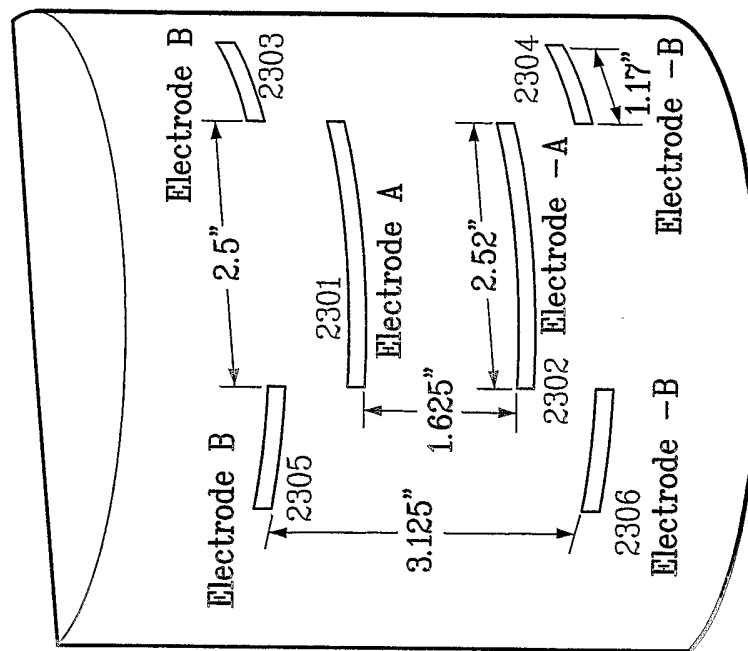 Electrode B
2303
2304
1.17"
Electrode -B
2.5"
Electrode A
2301
2.52"
Electrode -A
2302
1.625"
Electrode B
2305
3.125"
2306
Electrode -B